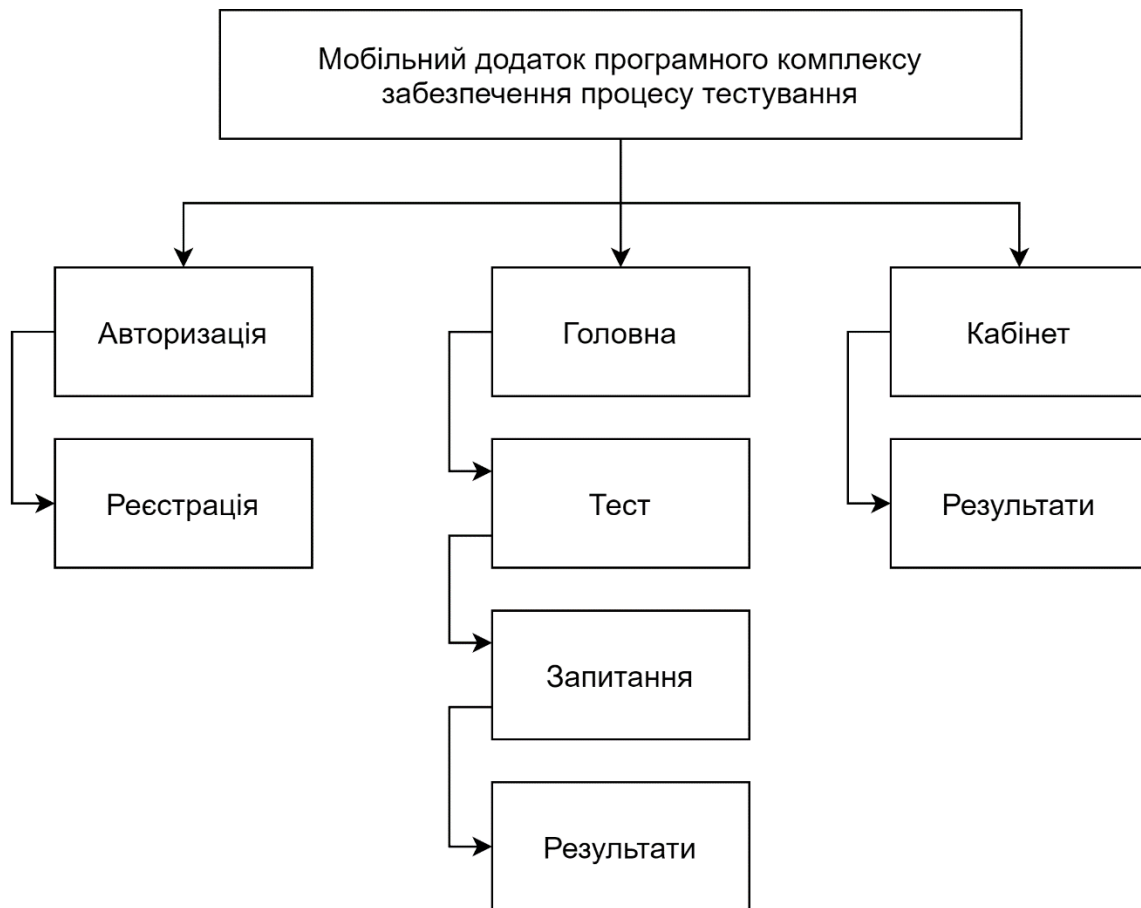 Мобільний додаток програмного комплексу
забезпечення процесу тестування
Авторизація
Головна
Кабінет
Реєстрація
Тест
Результати
Запитання
Результати